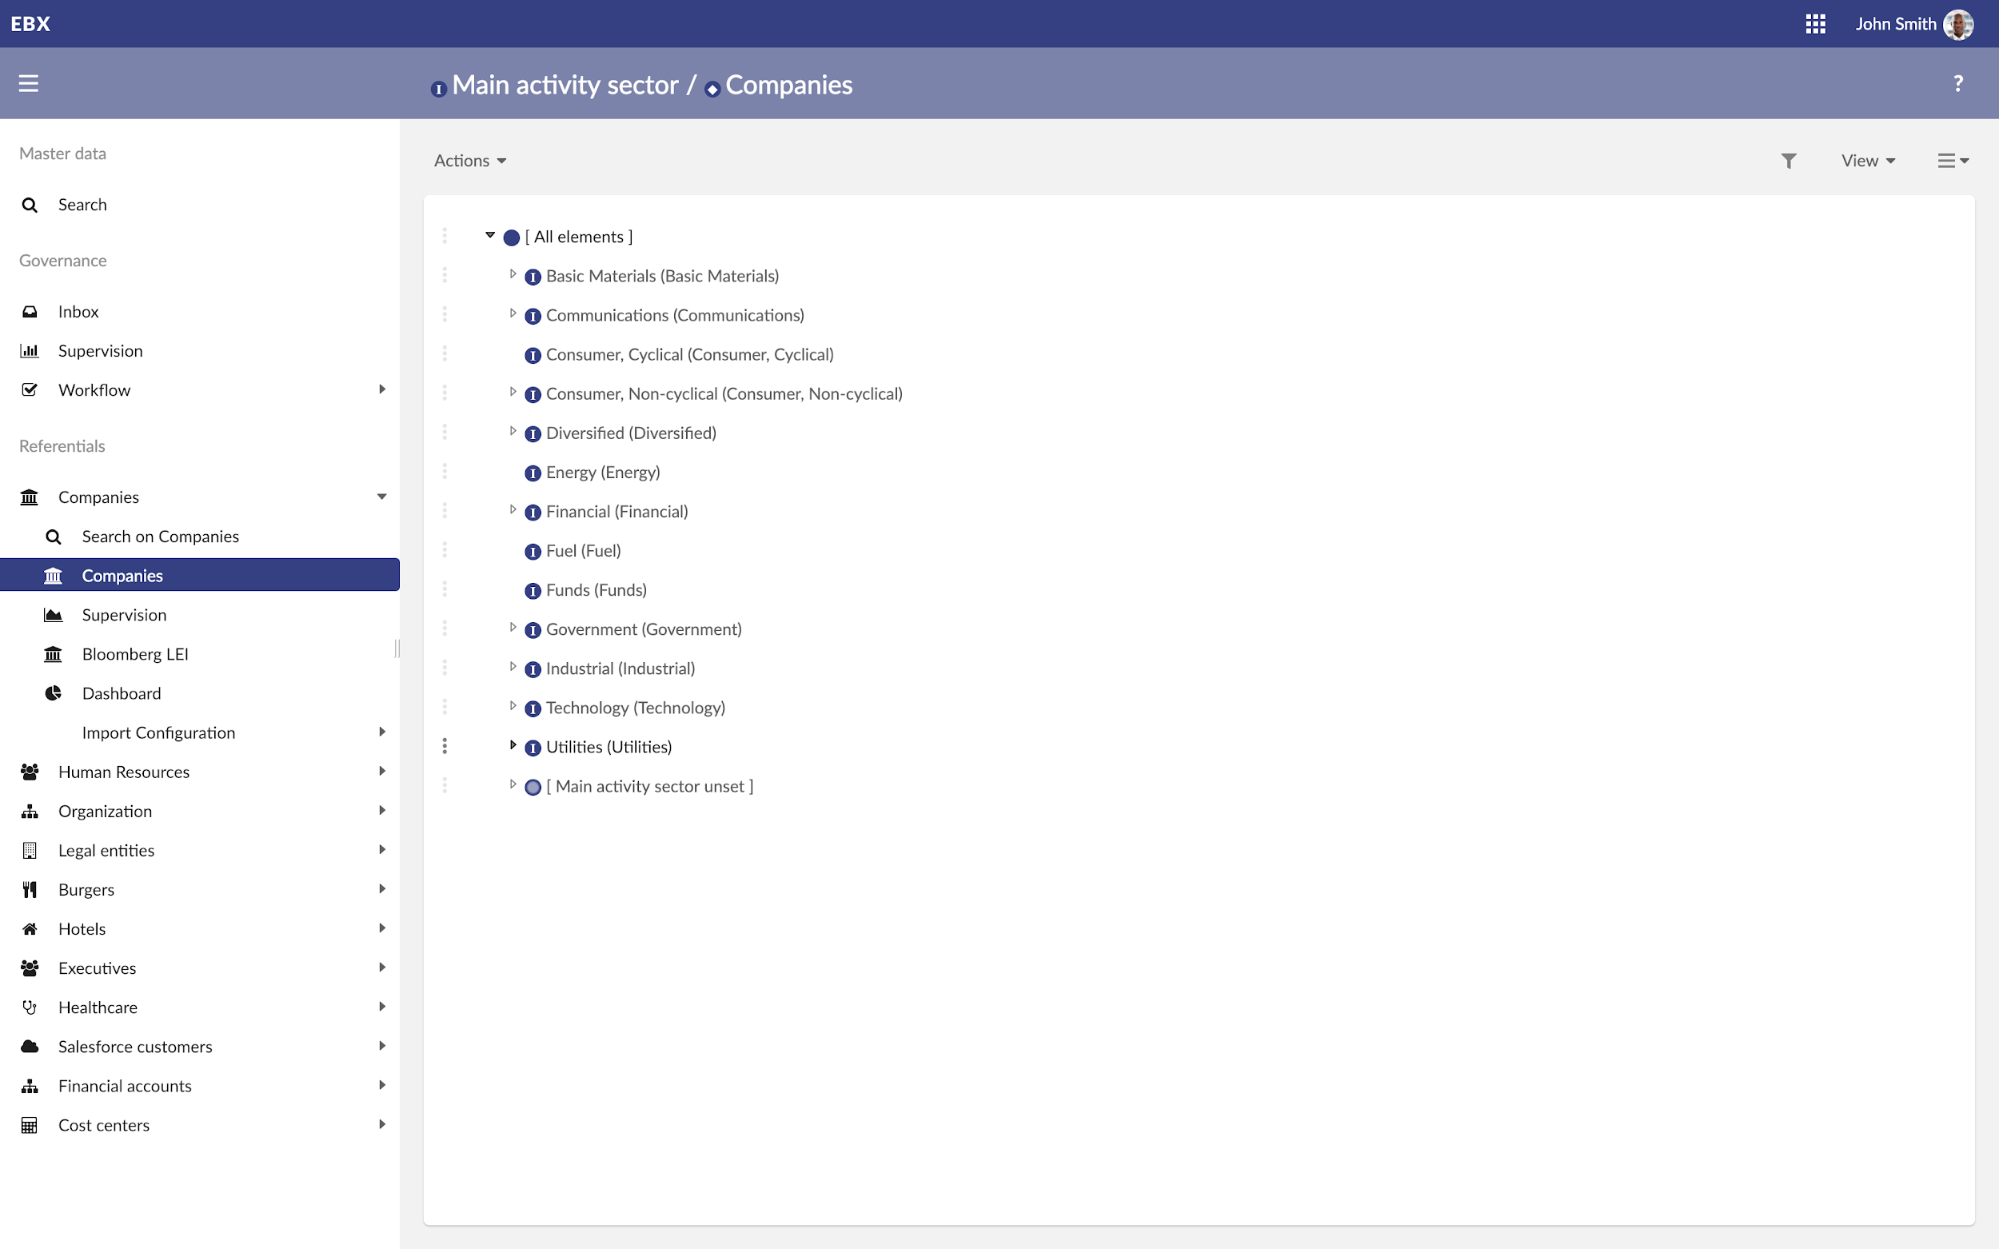 EBX
John Smith
Main activity sector / Companies
?
Master data
Search
Governance
Inbox
Supervision
Workflow
Referentials
Companies
Search on Companies
Companies
Supervision
Bloomberg LEI
Dashboard
Import Configuration
Human Resources
Organization
Legal entities
Burgers
Hotels
Executives
Healthcare
Salesforce customers
Financial accounts
Cost centers
Actions
View
[ All elements ]
I Basic Materials (Basic Materials)
I Communications (Communications)
I Consumer, Cyclical (Consumer, Cyclical)
I Consumer, Non-cyclical (Consumer, Non-cyclical)
I Diversified (Diversified)
I Energy (Energy)
I Financial (Financial)
I Fuel (Fuel)
I Funds (Funds)
I Government (Government)
I Industrial (Industrial)
I Technology (Technology)
I Utilities (Utilities)
[ Main activity sector unset ]